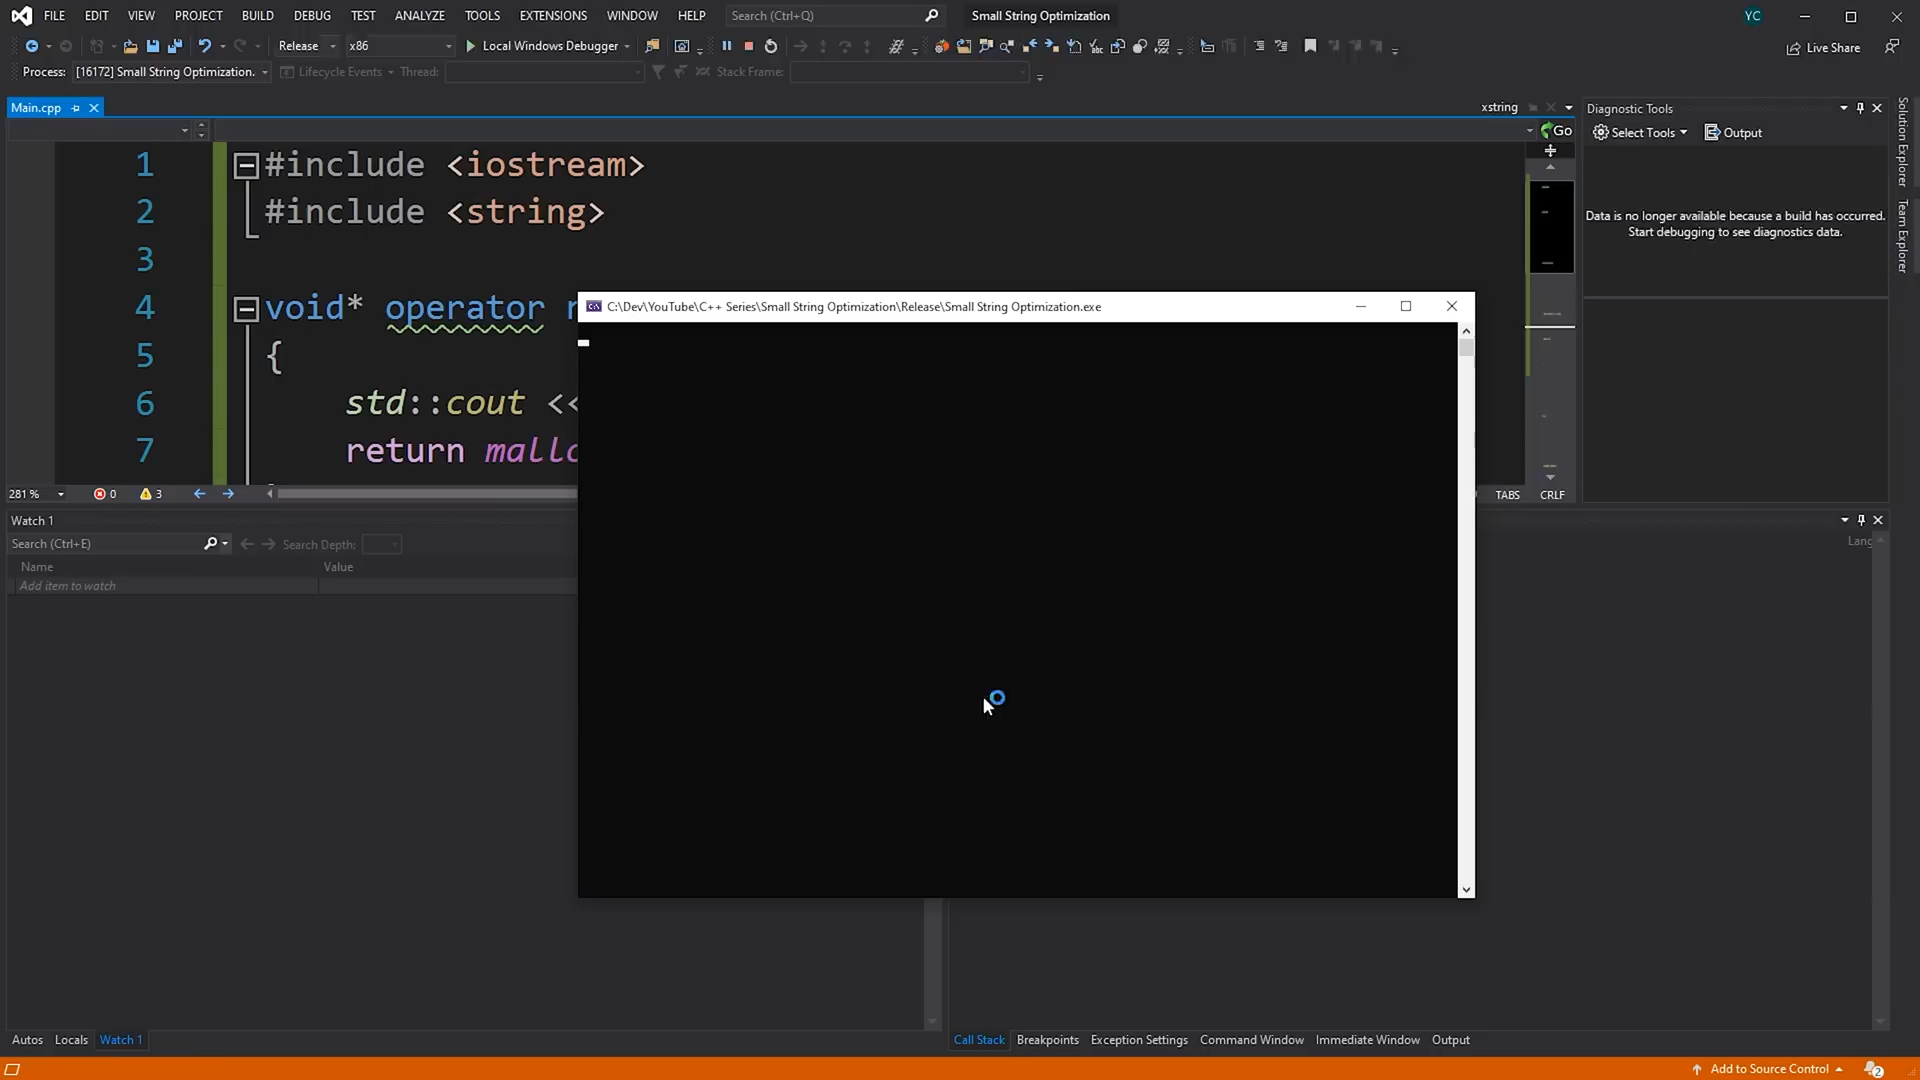 FILE EDIT VIEW PROJECT BUILD DEBUG TEST ANALYZE TOOLS EXTENSIONS WINDOW HELP Search (Ctrl+Q) Small String Optimization YC
Release x86 Local Windows Debugger Live Share
Process: [16172] Small String Optimization. Lifecycle Events Thread: Stack Frame:
Main.cpp xstring Diagnostic Tools
Go Select Tools Output
1 #include <iostream>
2 #include <string>
3
4 void* operator
5 {
6 std::cout <<
7 return mallo
Data is no longer available because a build has occurred.
Start debugging to see diagnostics data.
Solution Explorer
Team Explorer
C:\Dev\YouTube\C++ Series\Small String Optimization\Release\Small String Optimization.exe
281 % 0 3 TABS CRLF
Watch 1
Search (Ctrl+E) Search Depth: Lang
Name Value
Add item to watch
Autos Locals Watch 1 Call Stack Breakpoints Exception Settings Command Window Immediate Window Output
Add to Source Control 2